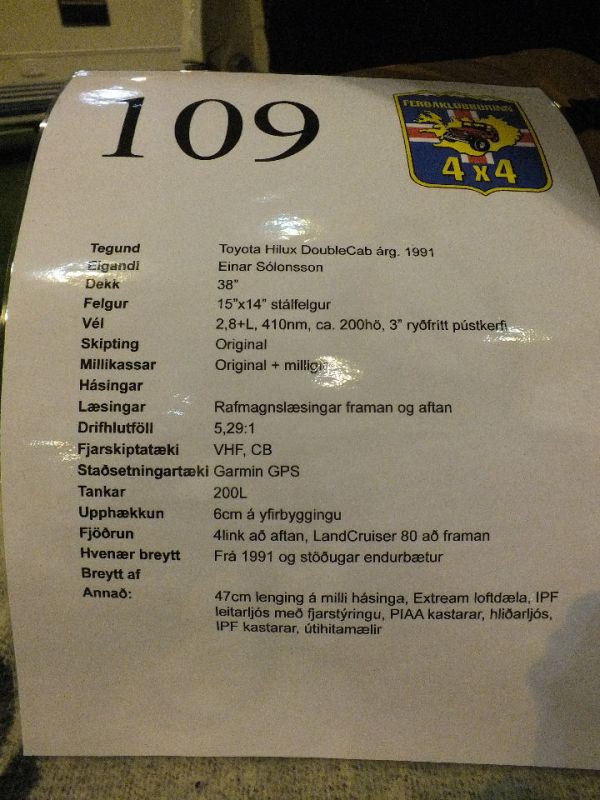 109
FERÐAKLÚBBURINN
4x4
Tegund Toyota Hilux DoubleCab árg. 1991
Eigandi Einar Sólonsson
Dekk 38”
Felgur 15”x14” stálfelgur
Vél 2,8+L, 410nm, ca. 200hö, 3” ryðfritt pústkerfi
Skipting Original
Millikassar Original + milligír
Hásingar
Læsingar Rafmagnslæsingar framan og aftan
Drifhlutföll 5,29:1
Fjarskiptatæki VHF, CB
Staðsetningartæki Garmin GPS
Tankar 200L
Upphækkun 6cm á yfirbyggingu
Fjöðrun 4link að aftan, LandCruiser 80 að framan
Hvenær breytt Frá 1991 og stöðugar endurbætur
Breytt af
Annað: 47cm lenging á milli hásinga, Extream loftdæla, IPF
leitarljós með fjarstýringu, PIAA kastarar, hliðarljós,
IPF kastarar, útihitamælir